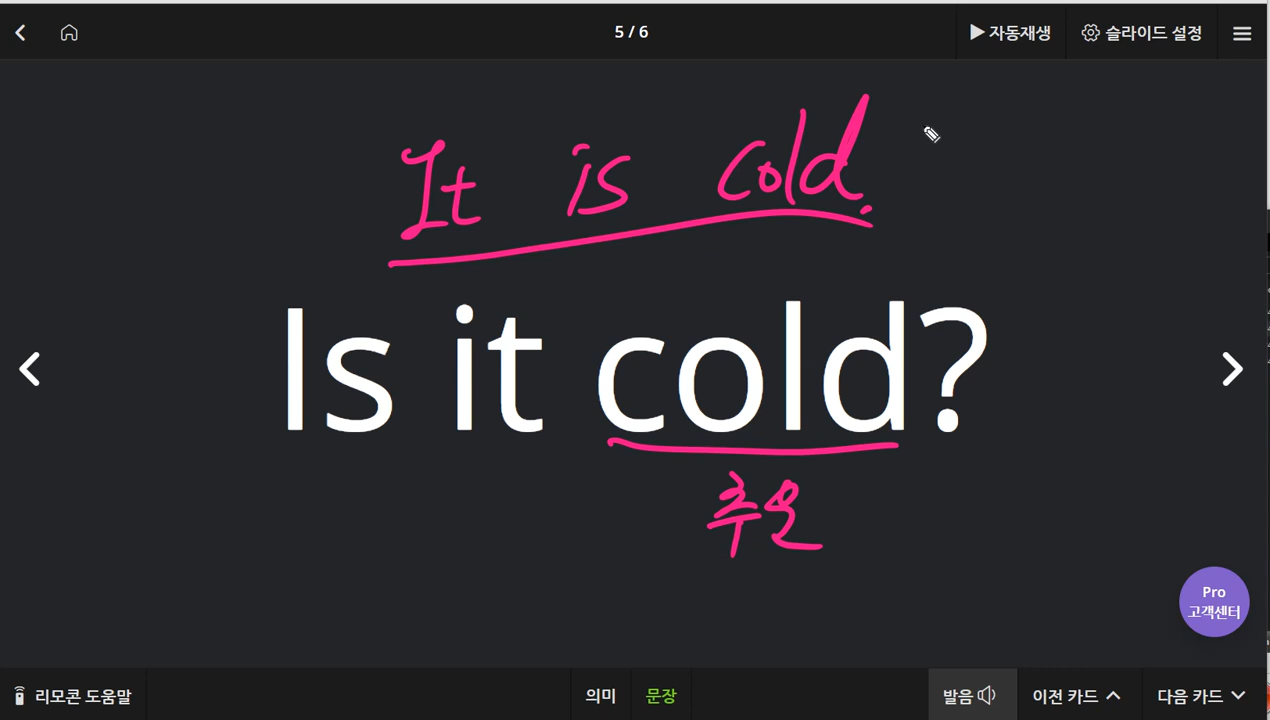 5 / 6
자동재생
슬라이드 설정
It is cold.
Is it cold?
추운
Pro
고객센터
리모콘 도움말
의미
문장
발음
이전 카드
다음 카드